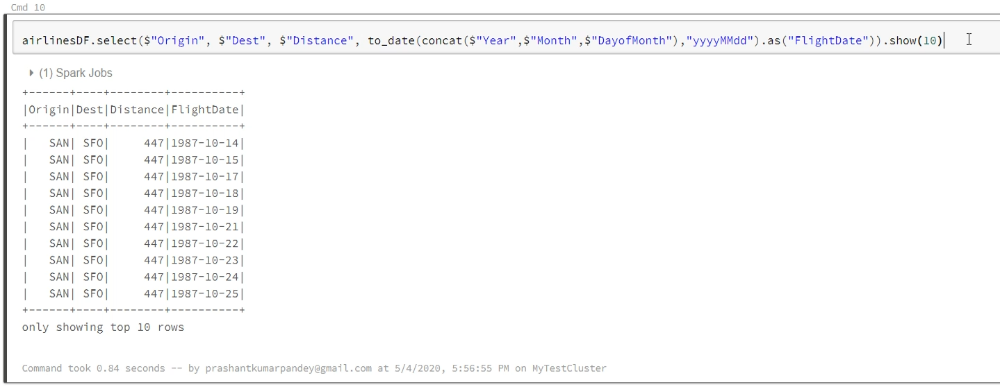 Cmd 10
airlinesDF.select($"Origin", $"Dest", $"Distance", to_date(concat($"Year",$"Month",$"DayofMonth"),"yyyyMMdd").as("FlightDate")).show(10)
(1) Spark Jobs
+------+----+--------+----------+
|Origin|Dest|Distance|FlightDate|
+------+----+--------+----------+
|   SAN| SFO|     447|1987-10-14|
|   SAN| SFO|     447|1987-10-15|
|   SAN| SFO|     447|1987-10-17|
|   SAN| SFO|     447|1987-10-18|
|   SAN| SFO|     447|1987-10-19|
|   SAN| SFO|     447|1987-10-21|
|   SAN| SFO|     447|1987-10-22|
|   SAN| SFO|     447|1987-10-23|
|   SAN| SFO|     447|1987-10-24|
|   SAN| SFO|     447|1987-10-25|
+------+----+--------+----------+
only showing top 10 rows
Command took 0.84 seconds -- by prashantkumarpandey@gmail.com at 5/4/2020, 5:56:55 PM on MyTestCluster